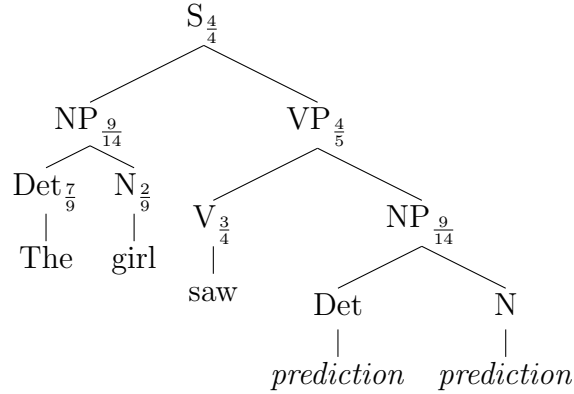 S 4/4
NP 9/14 VP 4/5
Det 7/9 N 2/9 V 3/4 NP 9/14
The girl saw Det N
prediction prediction